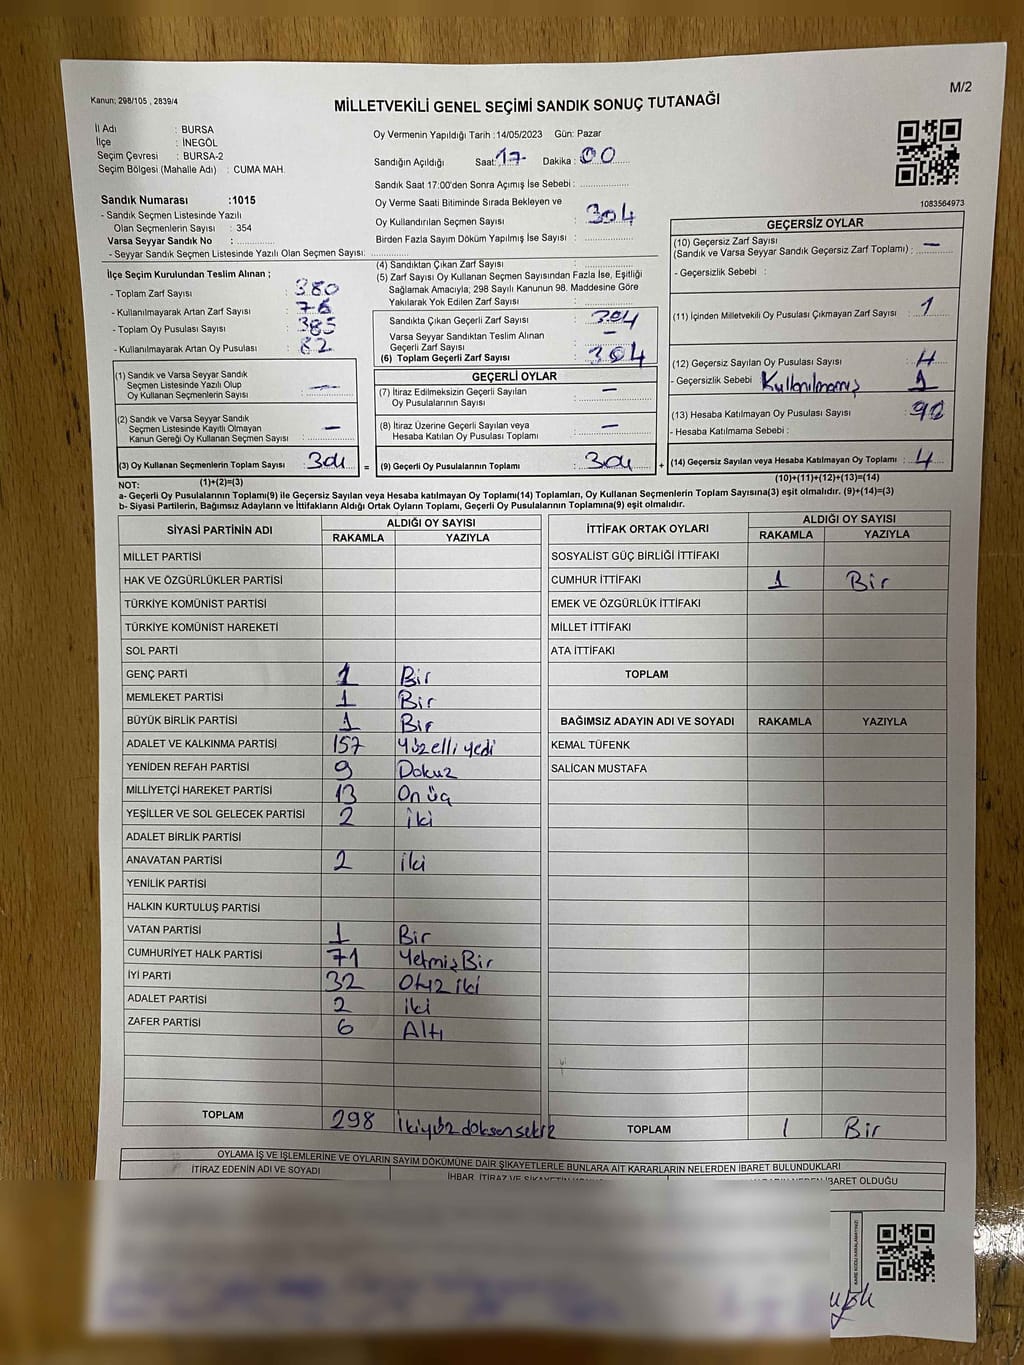 Kanun; 298/105 , 2839/4
MİLLETVEKİLİ GENEL SEÇİMİ SANDIK SONUÇ TUTANAĞI
M/2
İl Adı : BURSA
İlçe : İNEGÖL
Seçim Çevresi : BURSA-2
Seçim Bölgesi (Mahalle Adı) : CUMA MAH.
Oy Vermenin Yapıldığı Tarih :14/05/2023 Gün: Pazar
Sandığın Açıldığı Saat: 17 Dakika : 00
Sandık Saat 17:00'den Sonra Açımış İse Sebebi :
Sandık Numarası :1015
- Sandık Seçmen Listesinde Yazılı
Olan Seçmenlerin Sayısı : 354
Varsa Seyyar Sandık No :
- Seyyar Sandık Seçmen Listesinde Yazılı Olan Seçmen Sayısı:
Oy Verme Saati Bitiminde Sırada Bekleyen ve
Oy Kullandırılan Seçmen Sayısı : 304
Birden Fazla Sayım Döküm Yapılmış İse Sayısı :
1083564973
İlçe Seçim Kurulundan Teslim Alınan ;
- Toplam Zarf Sayısı : 380
- Kullanılmayarak Artan Zarf Sayısı : 76
- Toplam Oy Pusulası Sayısı : 385
- Kullanılmayarak Artan Oy Pusulası : 82
(4) Sandıktan Çıkan Zarf Sayısı :
(5) Zarf Sayısı Oy Kullanan Seçmen Sayısından Fazla İse, Eşitliği
Sağlamak Amacıyla; 298 Sayılı Kanunun 98. Maddesine Göre
Yakılarak Yok Edilen Zarf Sayısı :
Sandıkta Çıkan Geçerli Zarf Sayısı : 304
Varsa Seyyar Sandıktan Teslim Alınan
Geçerli Zarf Sayısı : –
(6) Toplam Geçerli Zarf Sayısı : 304
GEÇERSİZ OYLAR
(10) Geçersiz Zarf Sayısı
(Sandık ve Varsa Seyyar Sandık Geçersiz Zarf Toplamı) : –
- Geçersizlik Sebebi :
(11) İçinden Milletvekili Oy Pusulası Çıkmayan Zarf Sayısı : 1
(12) Geçersiz Sayılan Oy Pusulası Sayısı : 4
- Geçersizlik Sebebi Kullanılmamış 1
(13) Hesaba Katılmayan Oy Pusulası Sayısı :
- Hesaba Katılmama Sebebi :
(14) Geçersiz Sayılan veya Hesaba Katılmayan Oy Toplamı : 4
(10)+(11)+(12)+(13)=(14)
(1) Sandık ve Varsa Seyyar Sandık
Seçmen Listesinde Yazılı Olup
Oy Kullanan Seçmenlerin Sayısı : –
(2) Sandık ve Varsa Seyyar Sandık
Seçmen Listesinde Kayıtlı Olmayan
Kanun Gereği Oy Kullanan Seçmen Sayısı : –
(3) Oy Kullanan Seçmenlerin Toplam Sayısı : 304 =
GEÇERLİ OYLAR
(7) İtiraz Edilmeksizin Geçerli Sayılan
Oy Pusulalarının Sayısı : –
(8) İtiraz Üzerine Geçerli Sayılan veya
Hesaba Katılan Oy Pusulası Toplamı : –
(9) Geçerli Oy Pusulalarının Toplamı : 304 +
NOT: (1)+(2)=(3)
a- Geçerli Oy Pusulalarının Toplamı(9) ile Geçersiz Sayılan veya Hesaba katılmayan Oy Toplamı(14) Toplamları, Oy Kullanan Seçmenlerin Toplam Sayısına(3) eşit olmalıdır. (9)+(14)=(3)
b- Siyasi Partilerin, Bağımsız Adayların ve İttifakların Aldığı Ortak Oyların Toplamı, Geçerli Oy Pusulalarının Toplamına(9) eşit olmalıdır.
SİYASİ PARTİNİN ADI ALDIĞI OY SAYISI
RAKAMLA YAZIYLA
MİLLET PARTİSİ
HAK VE ÖZGÜRLÜKLER PARTİSİ
TÜRKİYE KOMÜNİST PARTİSİ
TÜRKİYE KOMÜNİST HAREKETİ
SOL PARTİ
GENÇ PARTİ 1 Bir
MEMLEKET PARTİSİ 1 Bir
BÜYÜK BİRLİK PARTİSİ 1 Bir
ADALET VE KALKINMA PARTİSİ 157 Yüzelli yedi
YENİDEN REFAH PARTİSİ 9 Dokuz
MİLLİYETÇİ HAREKET PARTİSİ 13 On üç
YEŞİLLER VE SOL GELECEK PARTİSİ 2 iki
ADALET BİRLİK PARTİSİ
ANAVATAN PARTİSİ 2 iki
YENİLİK PARTİSİ
HALKIN KURTULUŞ PARTİSİ
VATAN PARTİSİ 1 Bir
CUMHURİYET HALK PARTİSİ 71 Yetmiş Bir
İYİ PARTİ 32 Otuz iki
ADALET PARTİSİ 2 iki
ZAFER PARTİSİ 6 Altı
TOPLAM 298 İkiyüz doksan sekiz
İTTİFAK ORTAK OYLARI ALDIĞI OY SAYISI
RAKAMLA YAZIYLA
SOSYALİST GÜÇ BİRLİĞİ İTTİFAKI
CUMHUR İTTİFAKI 1 Bir
EMEK VE ÖZGÜRLÜK İTTİFAKI
MİLLET İTTİFAKI
ATA İTTİFAKI
TOPLAM
BAĞIMSIZ ADAYIN ADI VE SOYADI RAKAMLA YAZIYLA
KEMAL TÜFENK
SALİCAN MUSTAFA
TOPLAM 1 Bir
OYLAMA İŞ VE İŞLEMLERİNE VE OYLARIN SAYIM DÖKÜMÜNE DAİR ŞİKAYETLERLE BUNLARA AİT KARARLARIN NELERDEN İBARET BULUNDUKLARI
İTİRAZ EDENİN ADI VE SOYADI
İHBAR, İTİRAZ VE
İBARET OLDUĞU
KARE KODU KARALAMAYINIZ!